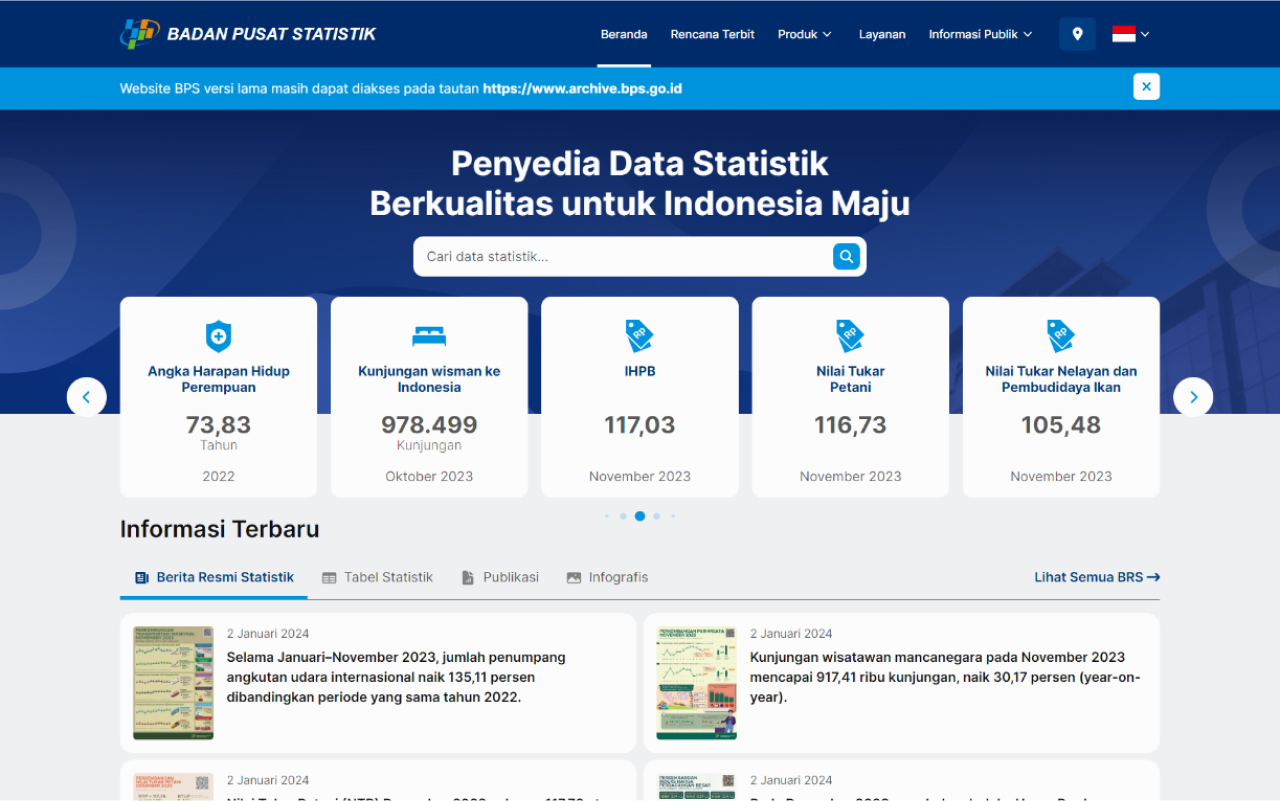 BADAN PUSAT STATISTIK
Beranda
Rencana Terbit
Produk
Layanan
Informasi Publik
Website BPS versi lama masih dapat diakses pada tautan https://www.archive.bps.go.id
Penyedia Data Statistik
Berkualitas untuk Indonesia Maju
Cari data statistik...
Angka Harapan Hidup
Perempuan
73,83
Tahun
2022
Kunjungan wisman ke
Indonesia
978.499
Kunjungan
Oktober 2023
Rp
IHPB
117,03
November 2023
Rp
Nilai Tukar
Petani
116,73
November 2023
Rp
Nilai Tukar Nelayan dan
Pembudidaya Ikan
105,48
November 2023
Informasi Terbaru
Berita Resmi Statistik
Tabel Statistik
Publikasi
Infografis
Lihat Semua BRS
2 Januari 2024
Selama Januari–November 2023, jumlah penumpang
angkutan udara internasional naik 135,11 persen
dibandingkan periode yang sama tahun 2022.
2 Januari 2024
Kunjungan wisatawan mancanegara pada November 2023
mencapai 917,41 ribu kunjungan, naik 30,17 persen (year-on-
year).
2 Januari 2024
2 Januari 2024